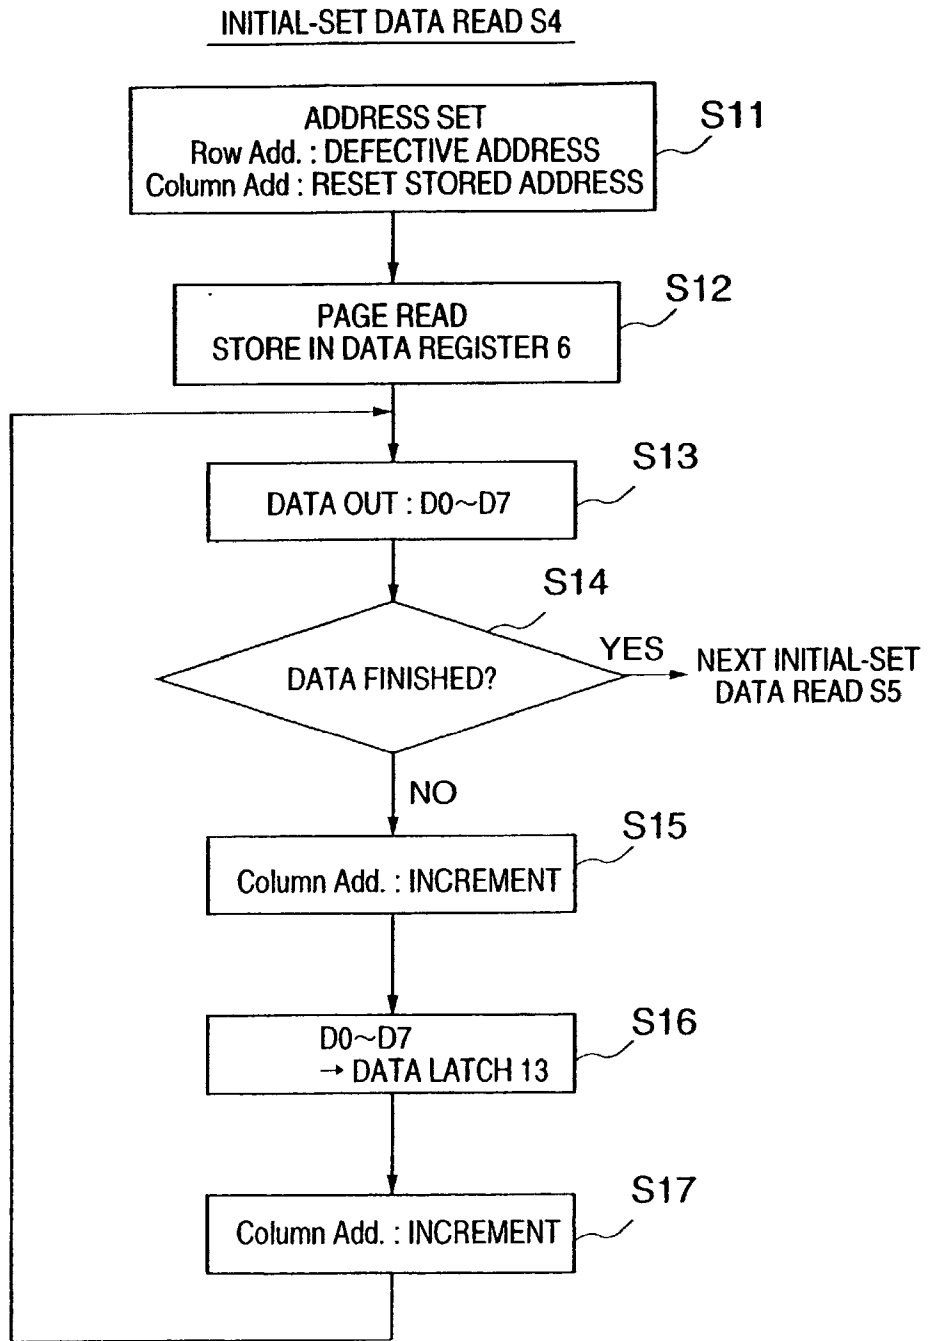 INITIAL-SET DATA READ S4
ADDRESS SET
Row Add. : DEFECTIVE ADDRESS
Column Add : RESET STORED ADDRESS
S11
PAGE READ
STORE IN DATA REGISTER 6
S12
DATA OUT : D0~D7
S13
DATA FINISHED?
S14
YES
NEXT INITIAL-SET
DATA READ S5
NO
Column Add. : INCREMENT
S15
D0~D7
→ DATA LATCH 13
S16
Column Add. : INCREMENT
S17